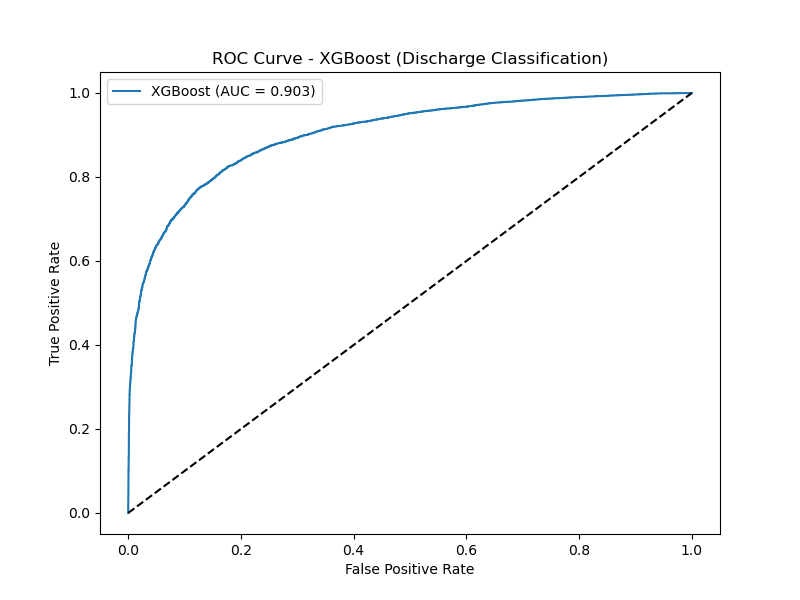 ROC Curve - XGBoost (Discharge Classification)
XGBoost (AUC = 0.903)
True Positive Rate
1.0
0.8
0.6
0.4
0.2
0.0
0.0 0.2 0.4 0.6 0.8 1.0
False Positive Rate